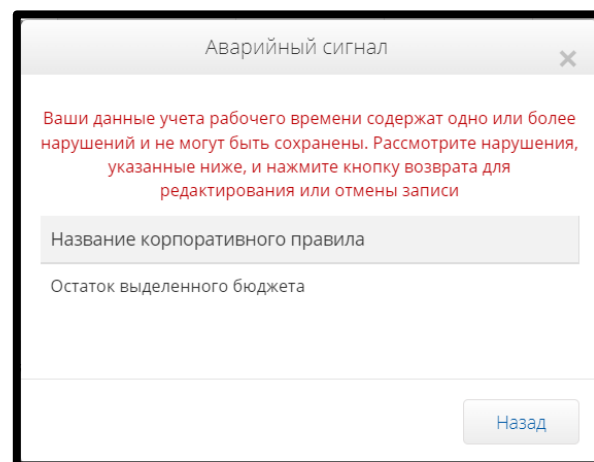 Аварийный сигнал
Ваши данные учета рабочего времени содержат одно или более
нарушений и не могут быть сохранены. Рассмотрите нарушения,
указанные ниже, и нажмите кнопку возврата для
редактирования или отмены записи
Название корпоративного правила
Остаток выделенного бюджета
Назад